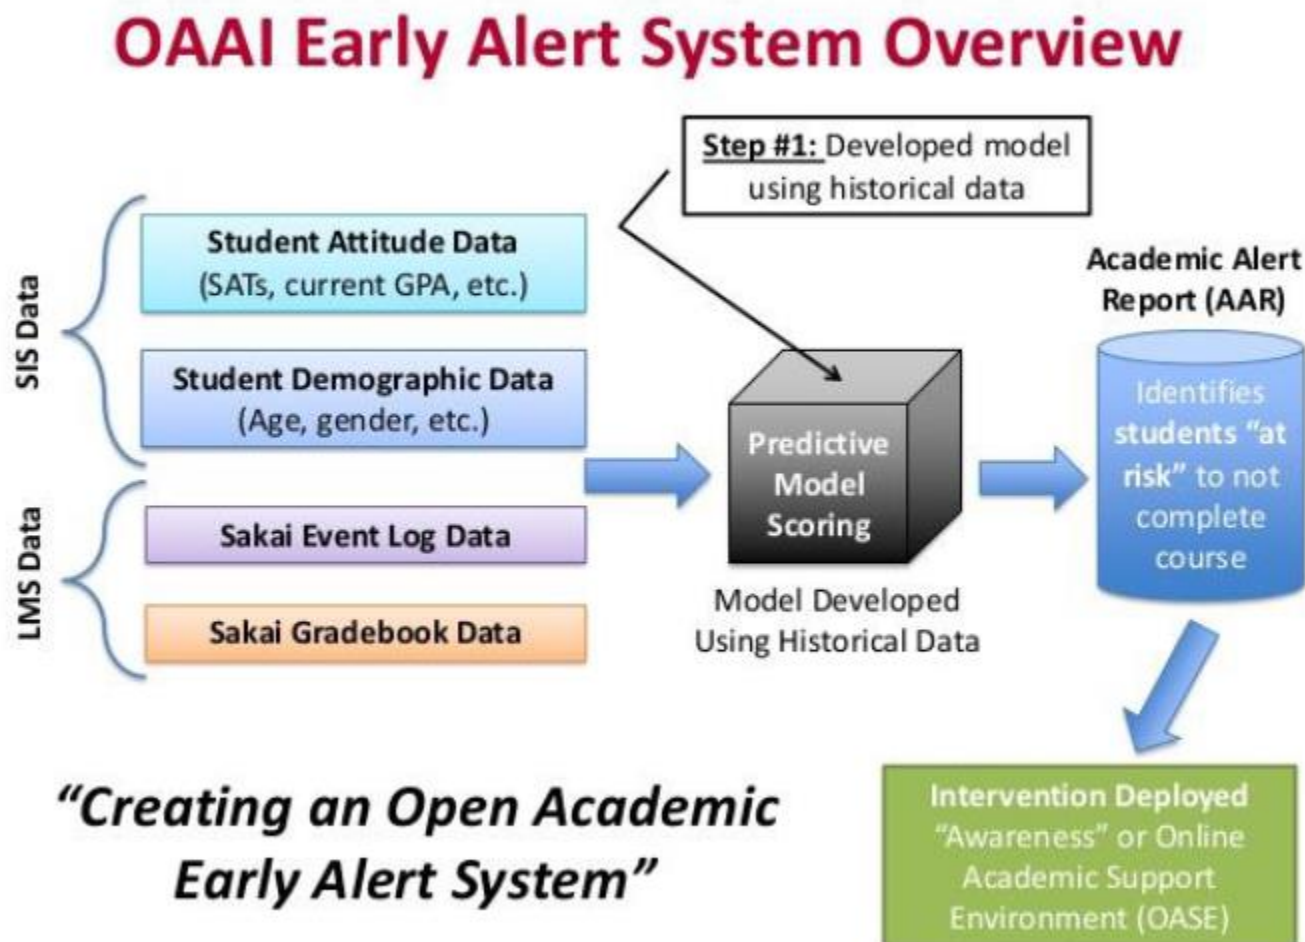 OAAI Early Alert System Overview
Step #1: Developed model
using historical data
SIS Data
Student Attitude Data
(SATs, current GPA, etc.)
Student Demographic Data
(Age, gender, etc.)
LMS Data
Sakai Event Log Data
Sakai Gradebook Data
Predictive
Model
Scoring
Model Developed
Using Historical Data
Academic Alert
Report (AAR)
Identifies
students "at
risk" to not
complete
course
Intervention Deployed
"Awareness" or Online
Academic Support
Environment (OASE)
"Creating an Open Academic
Early Alert System"